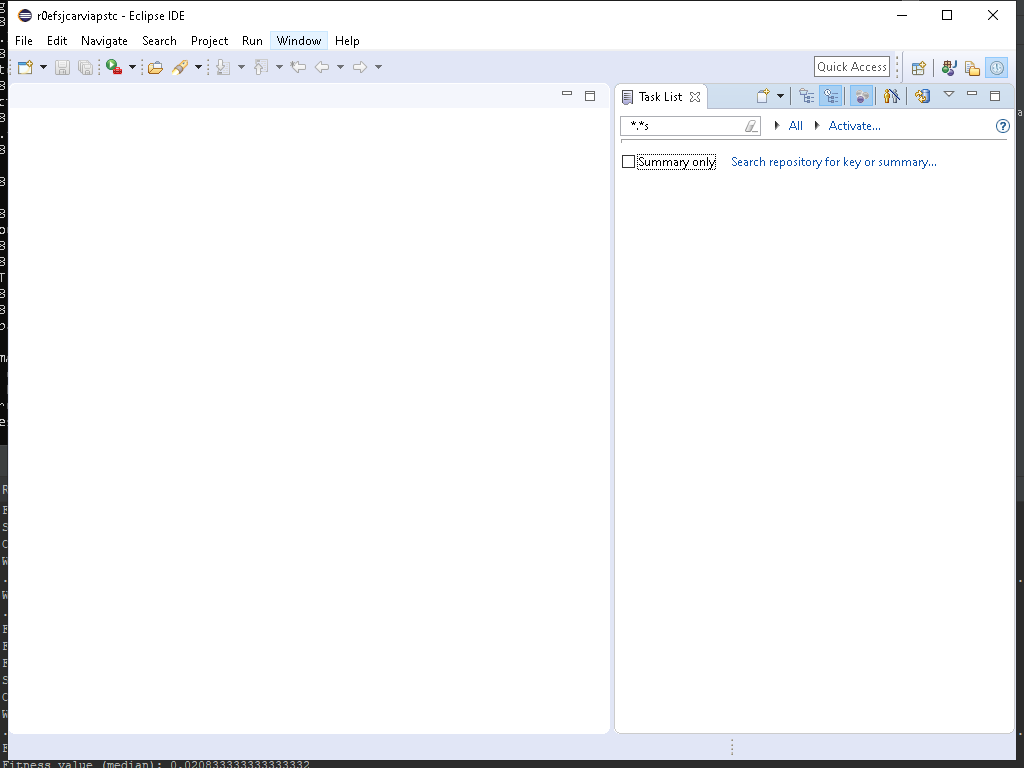 r0efsjcarviapstc - Eclipse IDE
File Edit Navigate Search Project Run Window Help
Quick Access
Task List
*.*s All Activate...
Summary only Search repository for key or summary...
Fitness value (median): 0.020833333333333332